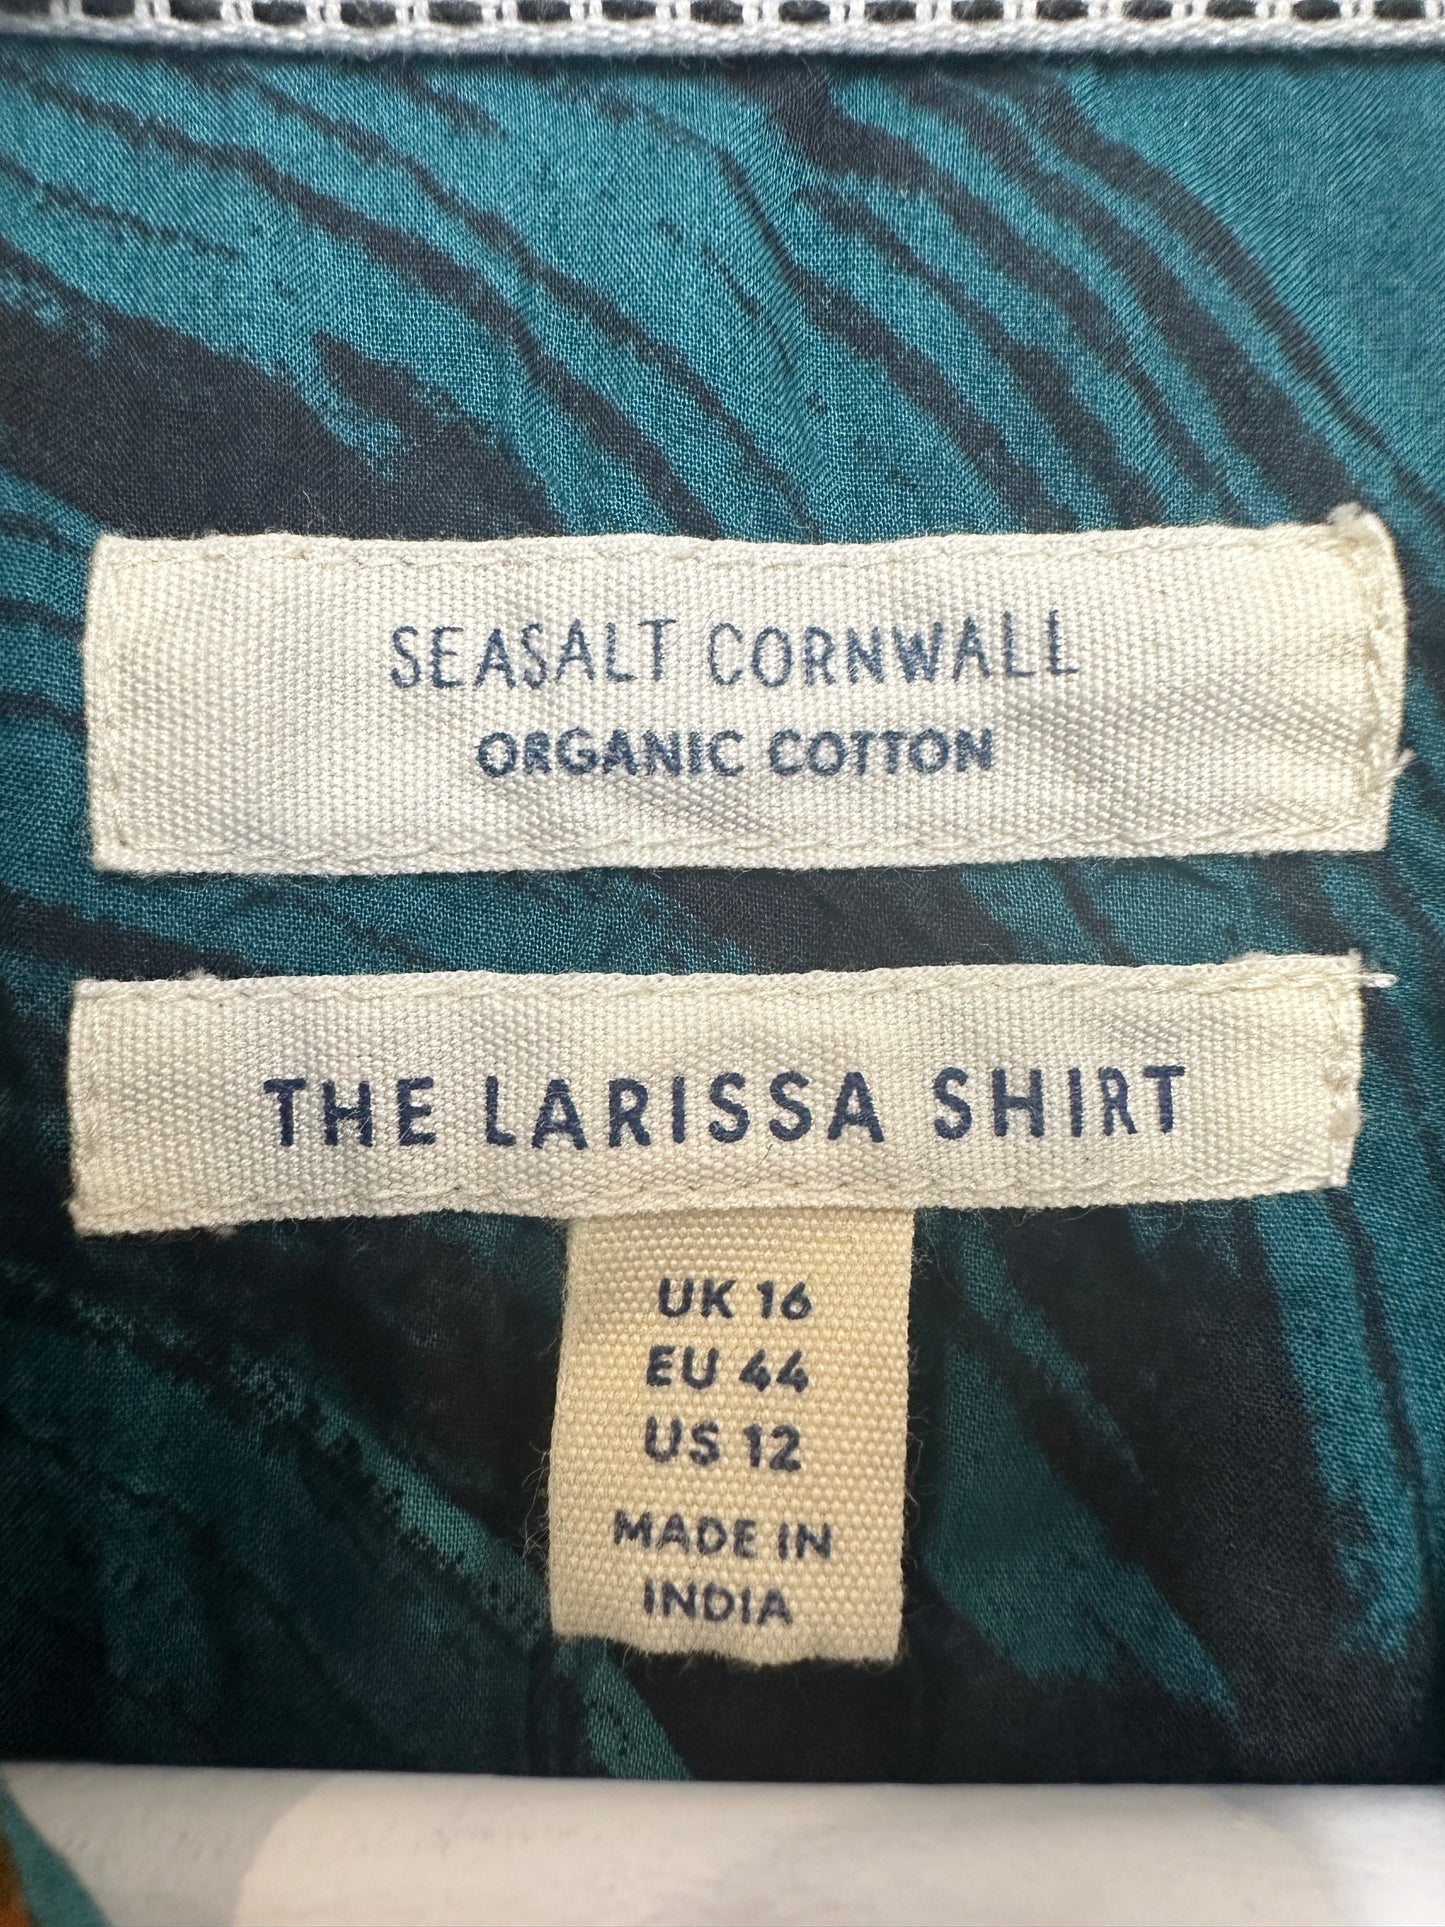 SEASALT CORNWALL
ORGANIC COTTON
THE LARISSA SHIRT
UK 16
EU 44
US 12
MADE IN
INDIA